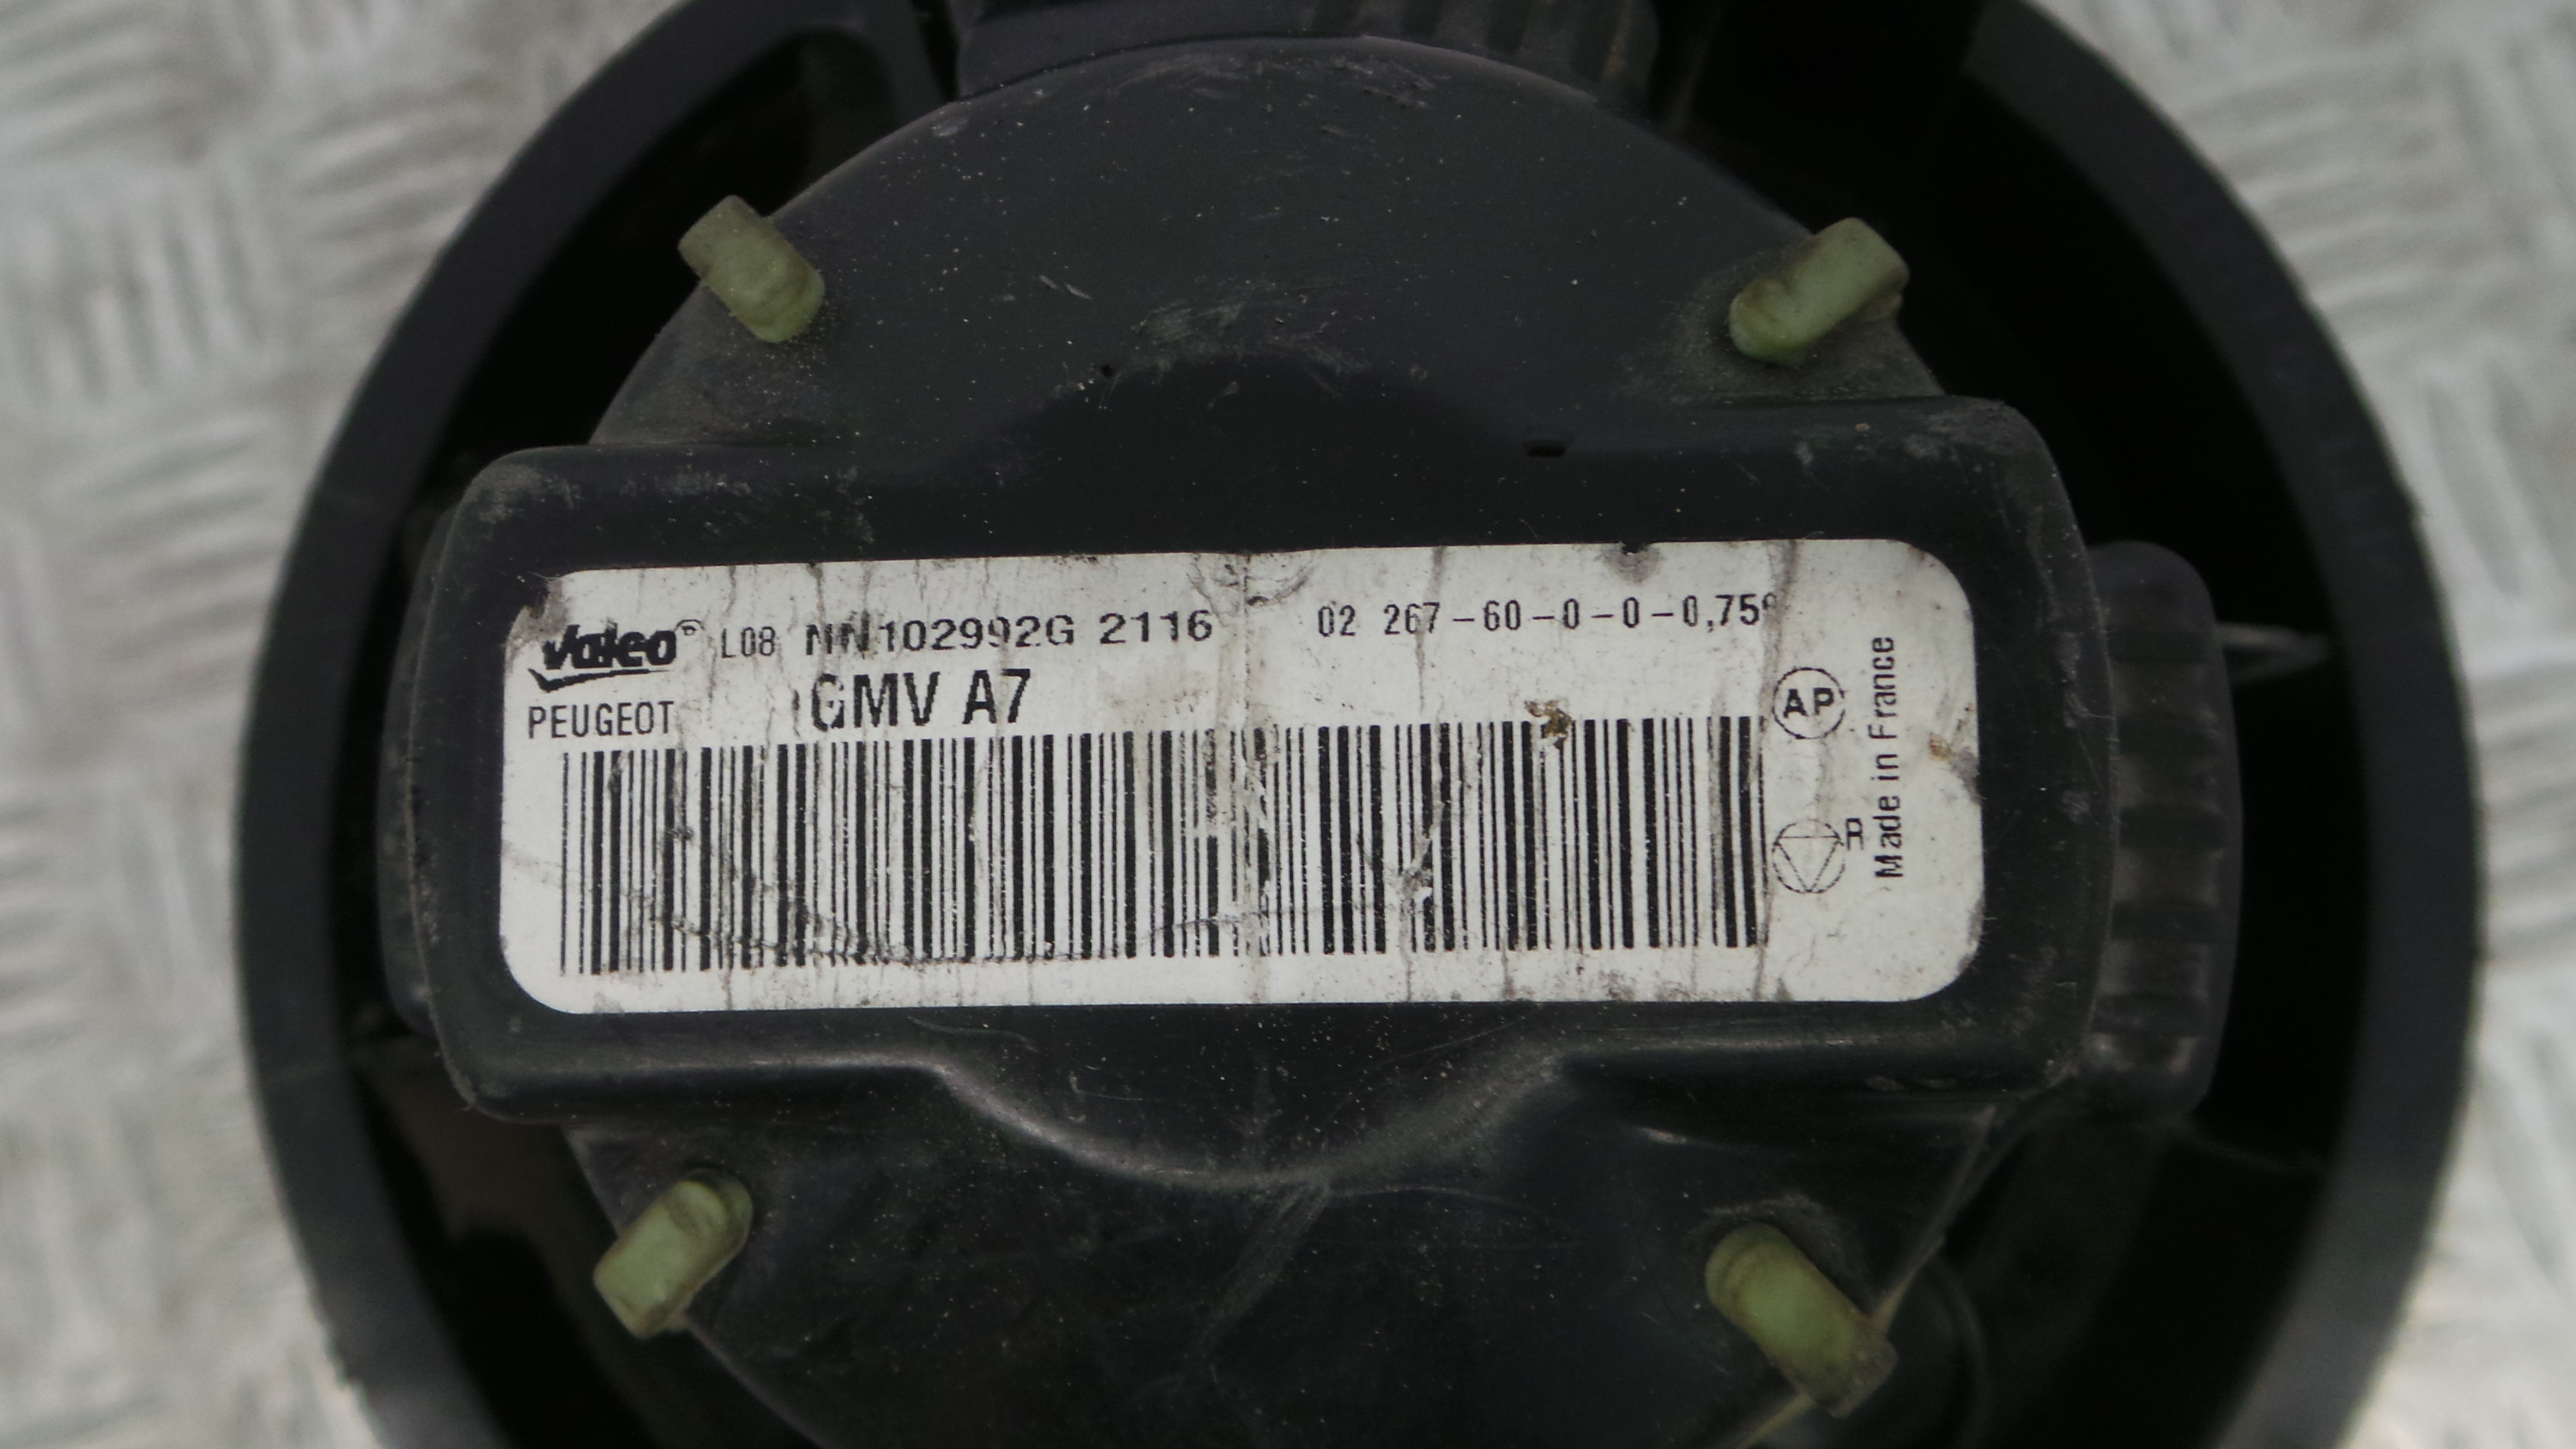 Valeo® L08 NN102992G 2116 02 267-60-0-0-0,75
PEUGEOT GMV A7
AP
R
Made in France